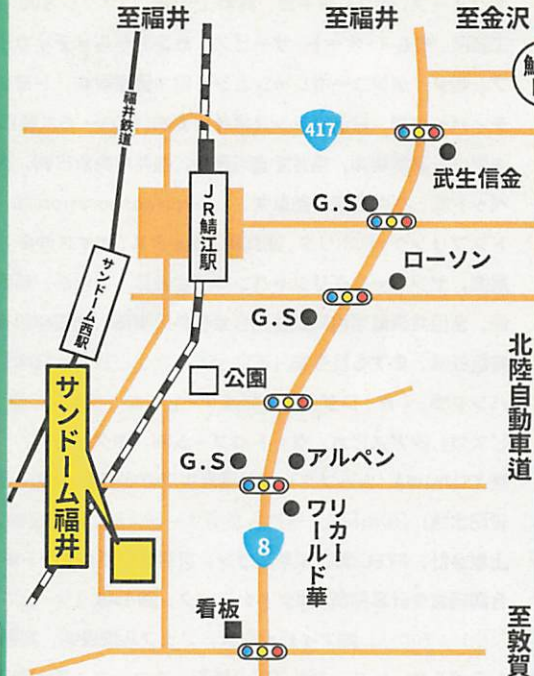 至福井
至福井
至金沢
福井鉄道
417
武生信金
JR鯖江駅
G.S
ローソン
サンドーム西駅
G.S
北陸自動車道
公園
サンドーム福井
G.S
アルペン
リカ
ワールド華
8
看板
至敦賀